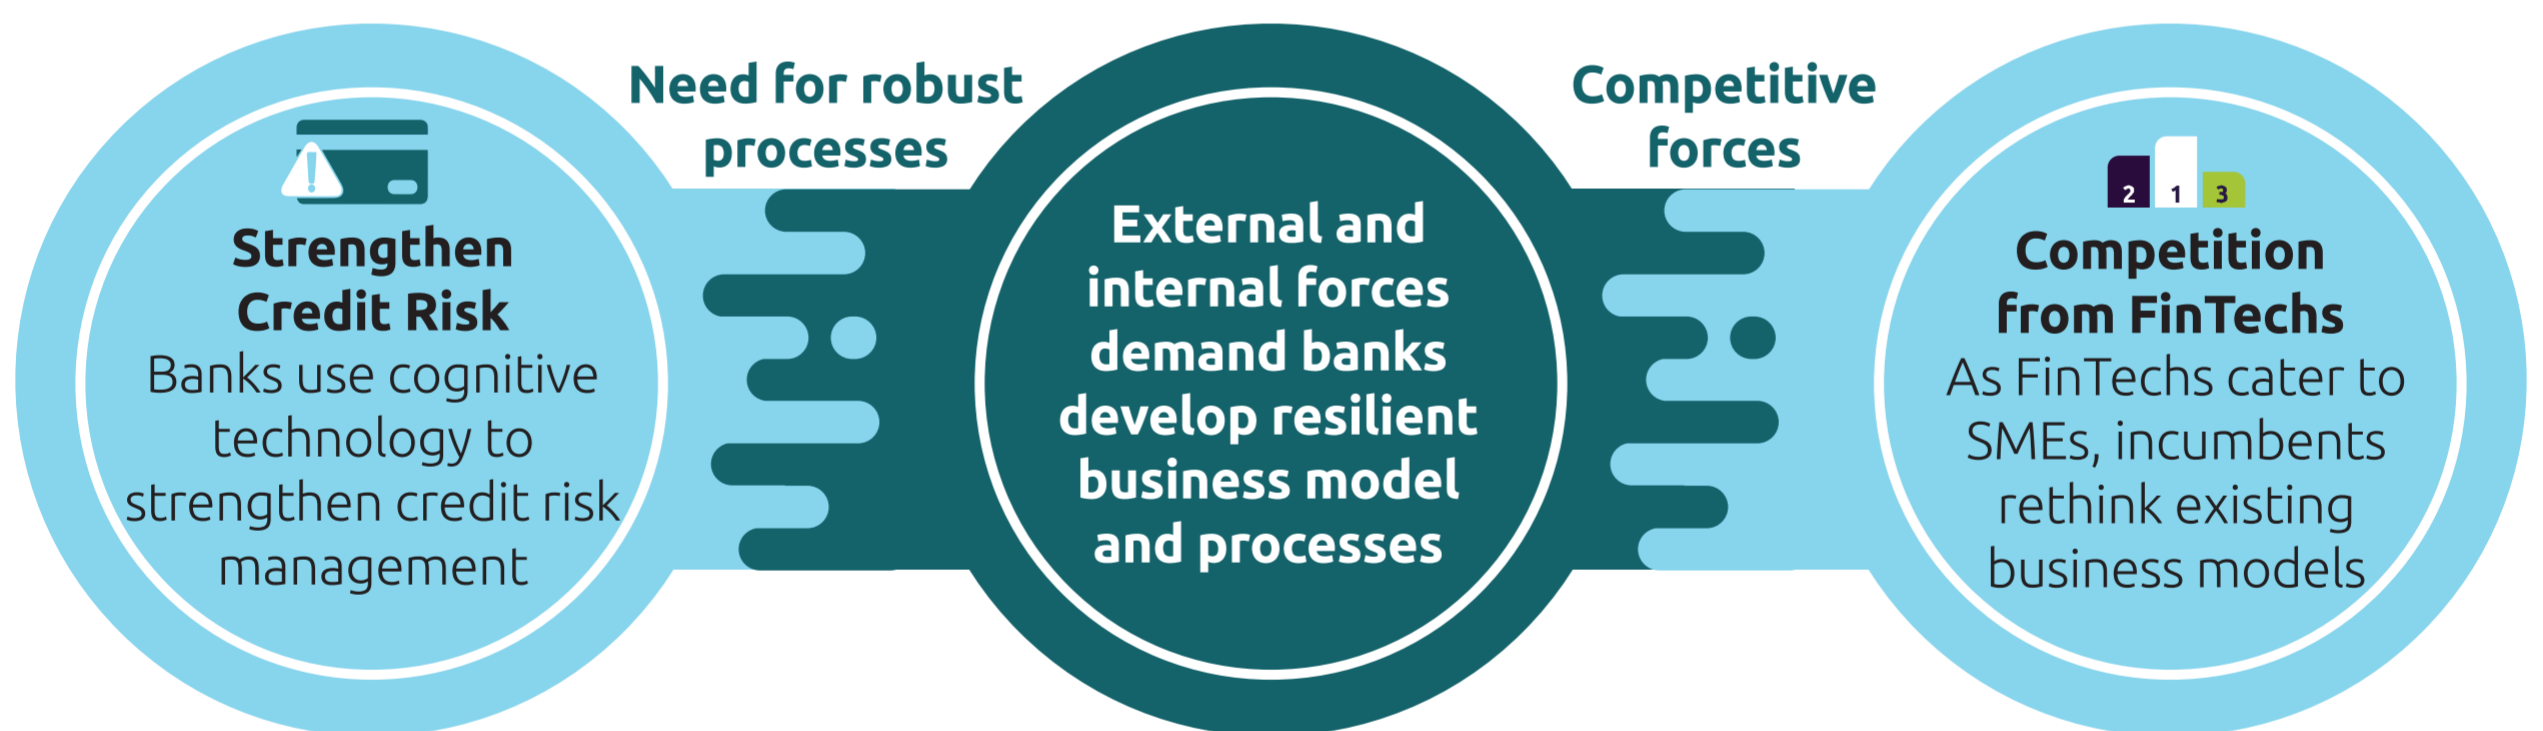 Need for robust
processes
Competitive
forces
Strengthen
Credit Risk
Banks use cognitive
technology to
strengthen credit risk
management
External and
internal forces
demand banks
develop resilient
business model
and processes
2 1 3
Competition
from FinTechs
As FinTechs cater to
SMEs, incumbents
rethink existing
business models